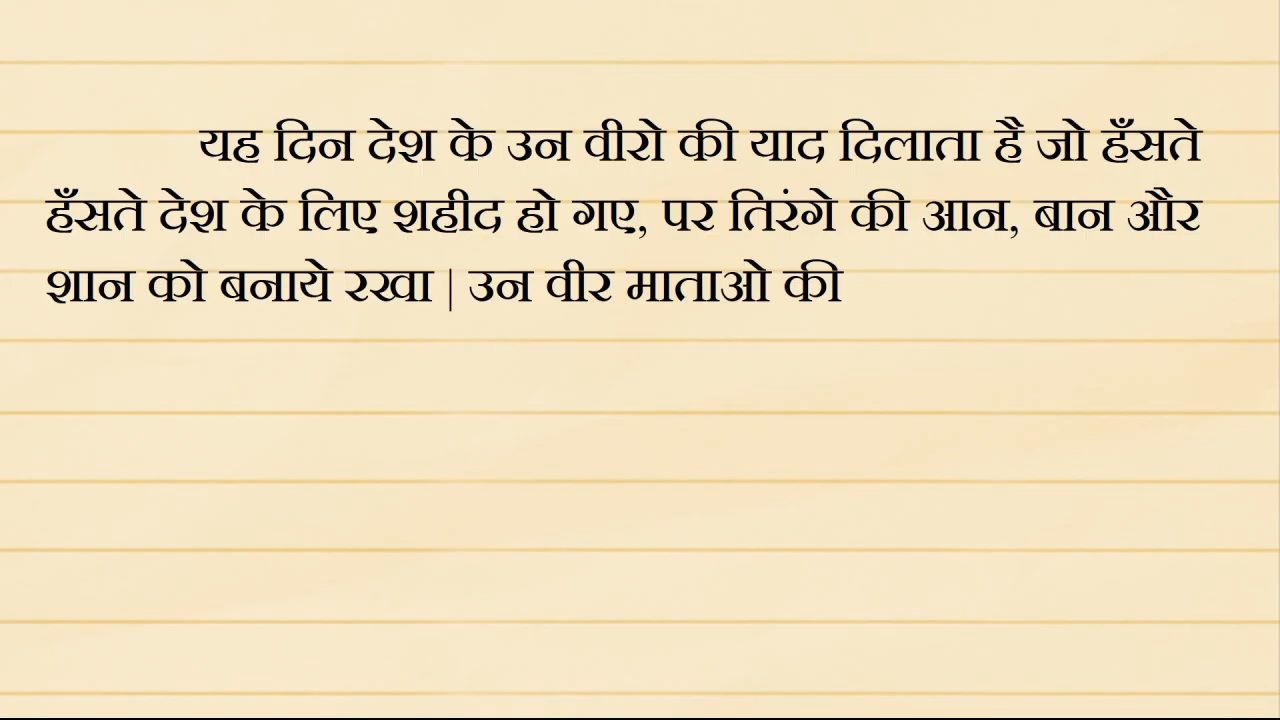 यह दिन देश के उन वीरो की याद दिलाता है जो हँसते
हँसते देश के लिए शहीद हो गए, पर तिरंगे की आन, बान और
शान को बनाये रखा | उन वीर माताओ की